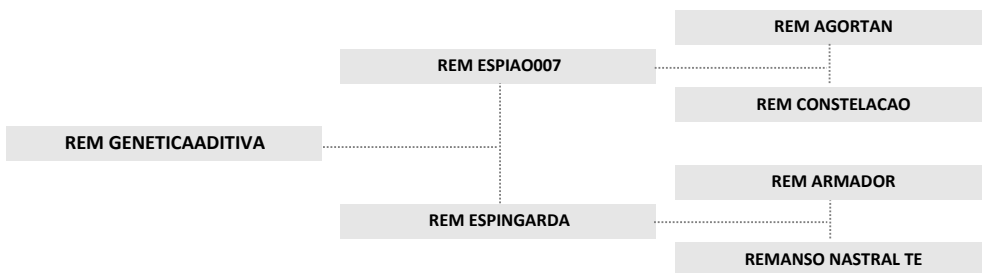 REM AGORTAN
REM ESPIAO007
REM CONSTELACAO
REM GENETICAADITIVA
REM ARMADOR
REM ESPINGARDA
REMANSO NASTRAL TE